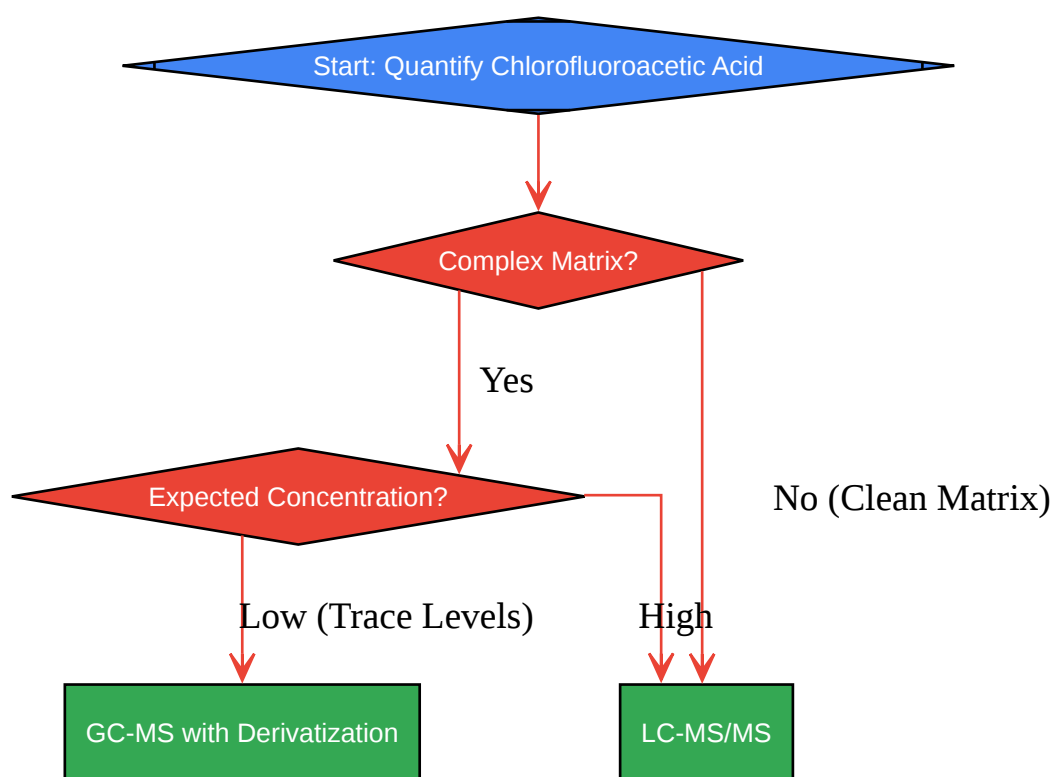 Start: Quantify Chlorofluoroacetic Acid
Complex Matrix?
Yes
Expected Concentration?
No (Clean Matrix)
Low (Trace Levels)
High
GC-MS with Derivatization
LC-MS/MS